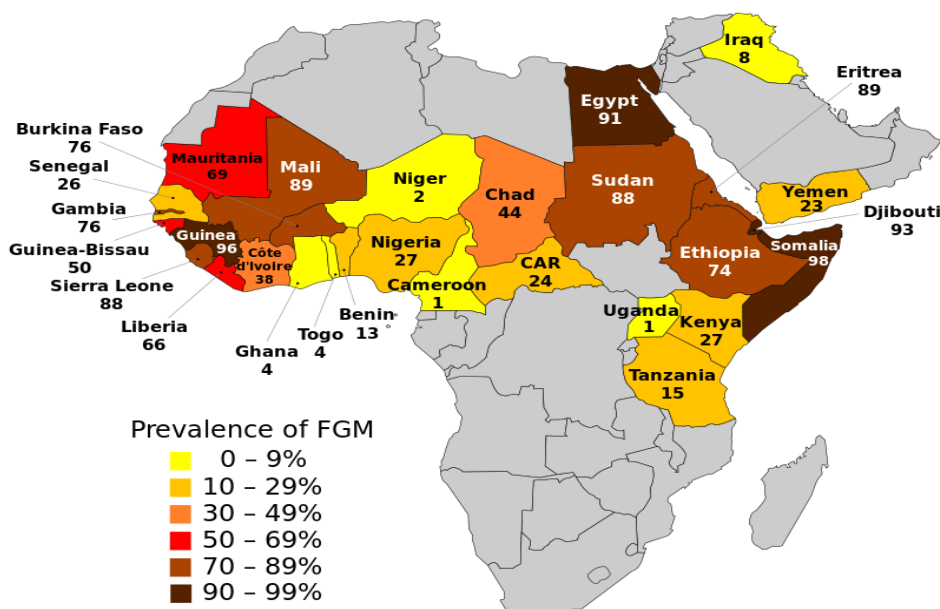 Iraq
8
Eritrea
89
Egypt
91
Burkina Faso
76
Mauritania
69
Mali
89
Senegal
26
Niger
2
Chad
44
Sudan
88
Yemen
23
Gambia
76
Djibouti
93
Guinea
96
Guinea-Bissau
50
Côte
d'Ivoire
38
Nigeria
27
Ethiopia
74
Somalia
98
CAR
24
Sierra Leone
88
Cameroon
1
Liberia
66
Benin
13
Togo
4
Ghana
4
Uganda
1
Kenya
27
Tanzania
15
Prevalence of FGM
0 – 9%
10 – 29%
30 – 49%
50 – 69%
70 – 89%
90 – 99%